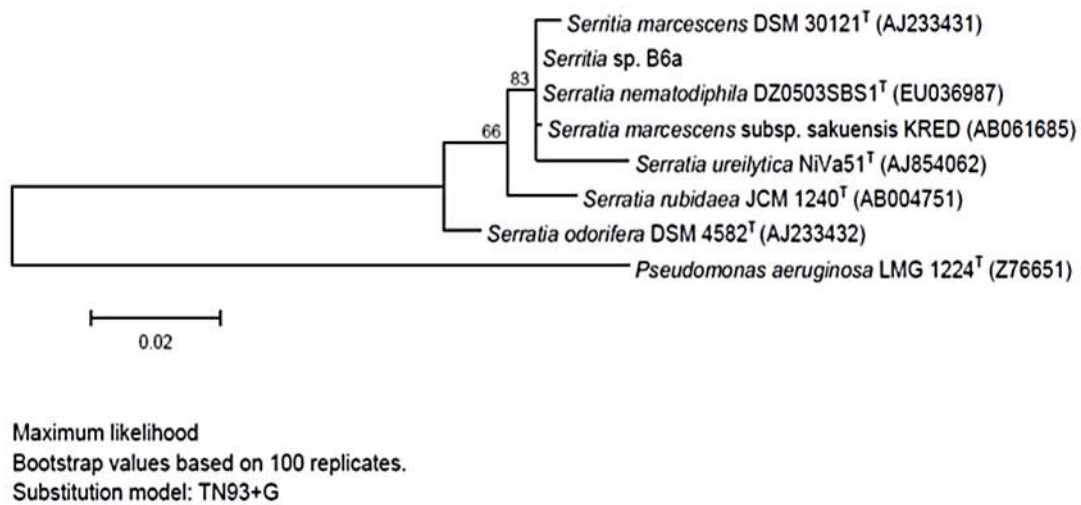 Serritia marcescens DSM 30121ᵀ (AJ233431)
Serritia sp. B6a
83
Serratia nematodiphila DZ0503SBS1ᵀ (EU036987)
66
Serratia marcescens subsp. sakuensis KRED (AB061685)
Serratia ureilytica NiVa51ᵀ (AJ854062)
Serratia rubidaea JCM 1240ᵀ (AB004751)
Serratia odorifera DSM 4582ᵀ (AJ233432)
Pseudomonas aeruginosa LMG 1224ᵀ (Z76651)
0.02
Maximum likelihood
Bootstrap values based on 100 replicates.
Substitution model: TN93+G